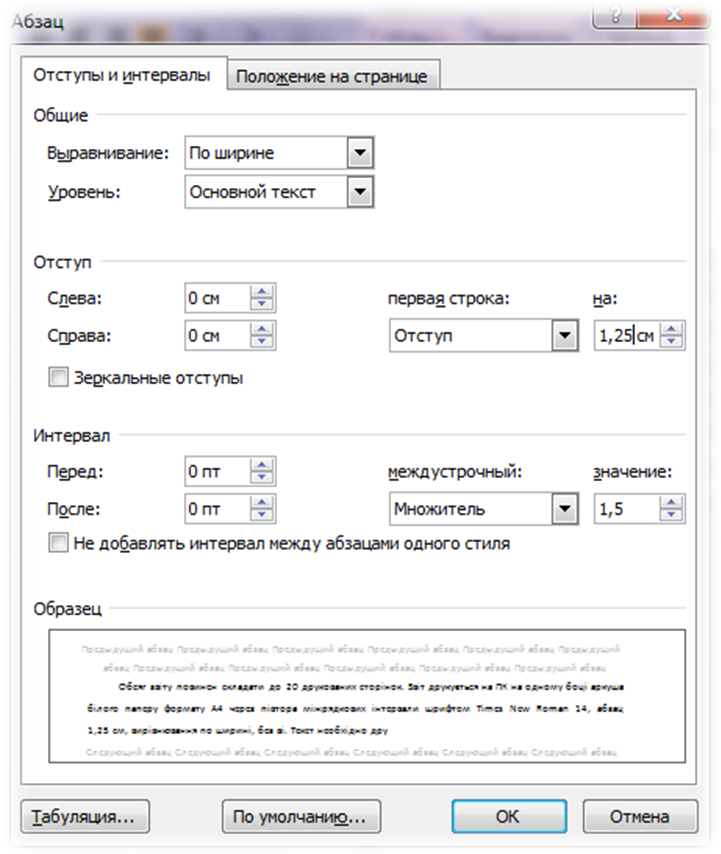 Абзац
Отступы и интервалы Положение на странице
Общие
Выравнивание: По ширине
Уровень: Основной текст
Отступ
Слева: 0 см первая строка: на:
Справа: 0 см Отступ 1,25 см
Зеркальные отступы
Интервал
Перед: 0 пт междустрочный: значение:
После: 0 пт Множитель 1,5
Не добавлять интервал между абзацами одного стиля
Образец
Предыдущий абзац Предыдущий абзац Предыдущий абзац Предыдущий абзац Предыдущий абзац Предыдущий
абзац Предыдущий абзац Предыдущий абзац Предыдущий абзац Предыдущий абзац Предыдущий абзац
Обсяг звіту повинен складати до 20 друкованих сторінок. Звіт друкується на ПК на одному боці аркуша
білого паперу формату А4 через півтора міжрядкових інтервали шрифтом Times New Roman 14, абзац
1,25 см, вирівнювання по ширині, без Текст необхідно дру
Следующий абзац Следующий абзац Следующий абзац Следующий абзац Следующий абзац Следующий абзац
Табуляция... По умолчанию... ОК Отмена